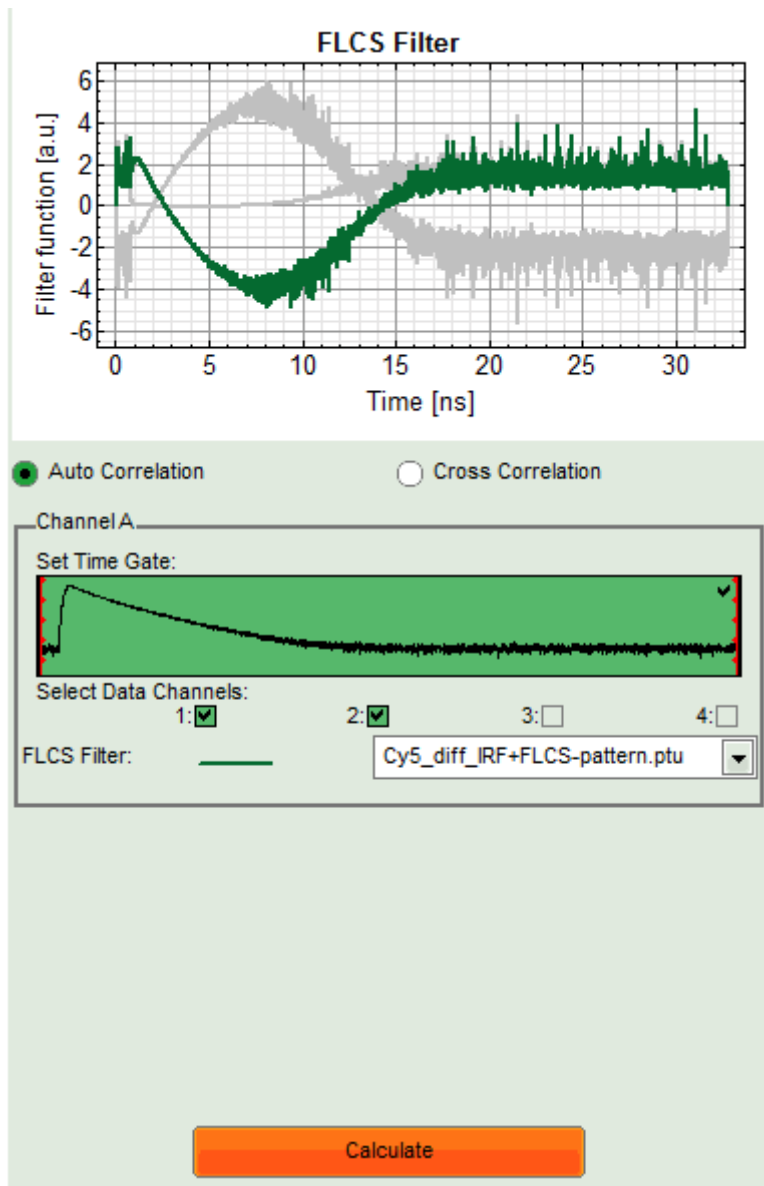 FLCS Filter
Filter function [a.u.]
6
4
2
0
-2
-4
-6
0 5 10 15 20 25 30
Time [ns]
Auto Correlation Cross Correlation
Channel A
Set Time Gate:
Select Data Channels:
1: 2: 3: 4:
FLCS Filter: Cy5_diff_IRF+FLCS-pattern.ptu
Calculate